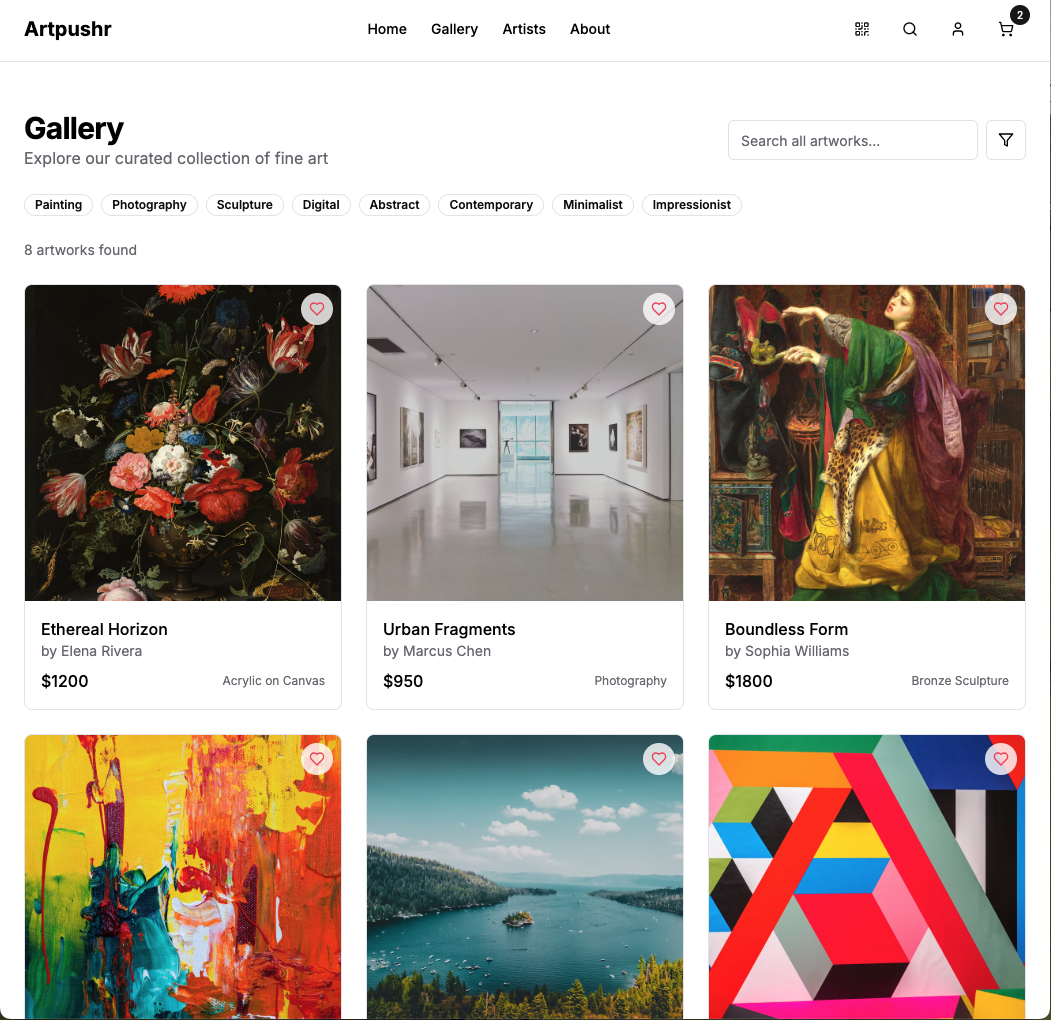 Artpushr
Home Gallery Artists About
2
Gallery
Explore our curated collection of fine art
Search all artworks...
Painting Photography Sculpture Digital Abstract Contemporary Minimalist Impressionist
8 artworks found
Ethereal Horizon
by Elena Rivera
$1200 Acrylic on Canvas
Urban Fragments
by Marcus Chen
$950 Photography
Boundless Form
by Sophia Williams
$1800 Bronze Sculpture